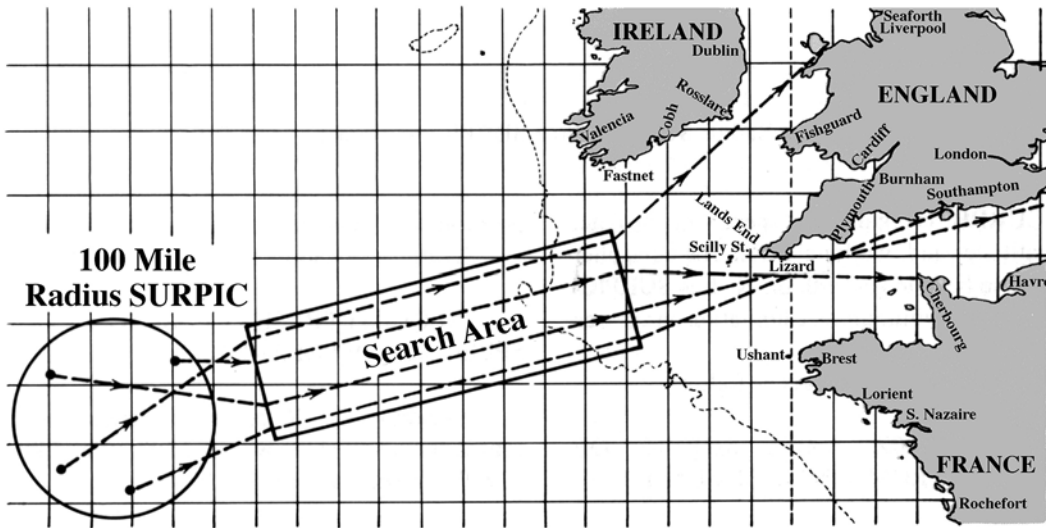 IRELAND
Dublin
Rosslare
Valencia
Cobh
Fastnet
Seaforth
Liverpool
ENGLAND
Fishguard
Cardiff
London
Burnham
Southampton
Plymouth
Lands End
Scilly St.
Lizard
100 Mile
Radius SURPIC
Search Area
Havre
Cherbourg
Ushant
Brest
Lorient
S. Nazaire
FRANCE
Rochefort